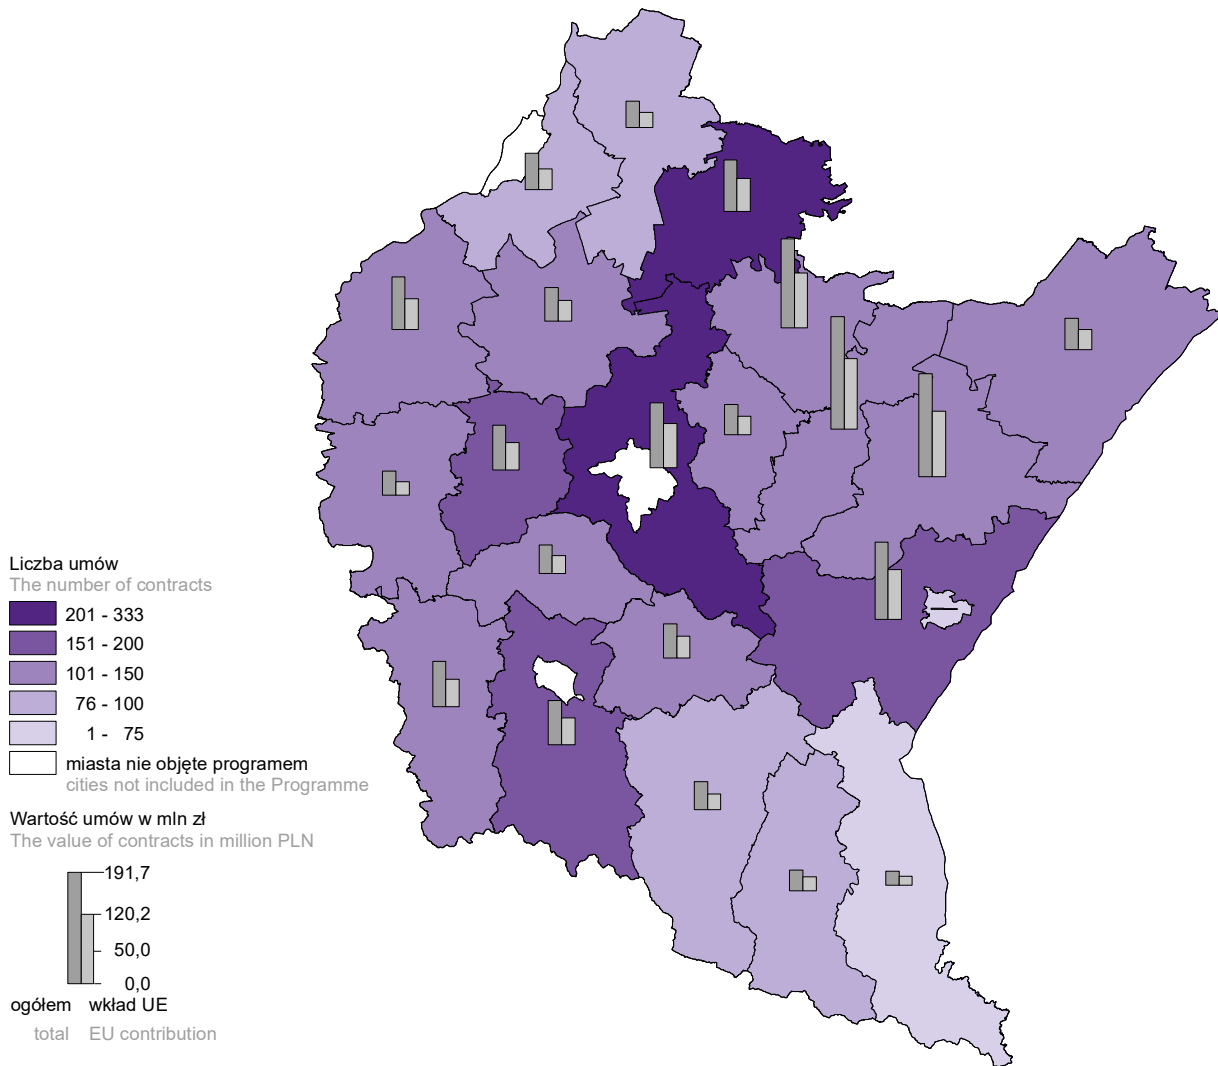 Liczba umów
The number of contracts
201 - 333
151 - 200
101 - 150
76 - 100
1 - 75
miasta nie objęte programem
cities not included in the Programme
Wartość umów w mln zł
The value of contracts in million PLN
191,7
120,2
50,0
0,0
ogółem wkład UE
total EU contribution